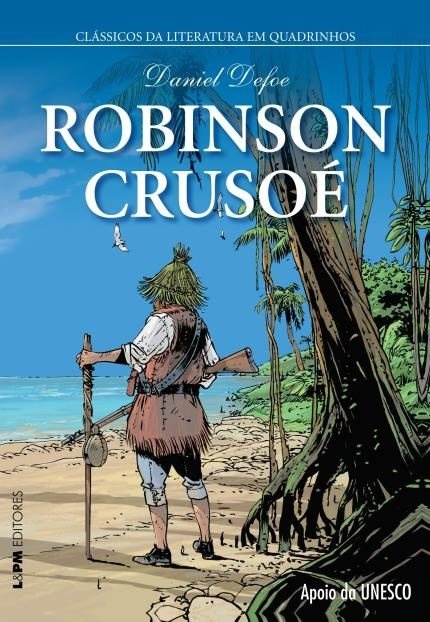 CLÁSSICOS DA LITERATURA EM QUADRINHOS
Daniel Defoe
ROBINSON
CRUSOÉ
L&PM EDITORES
Apoio da UNESCO